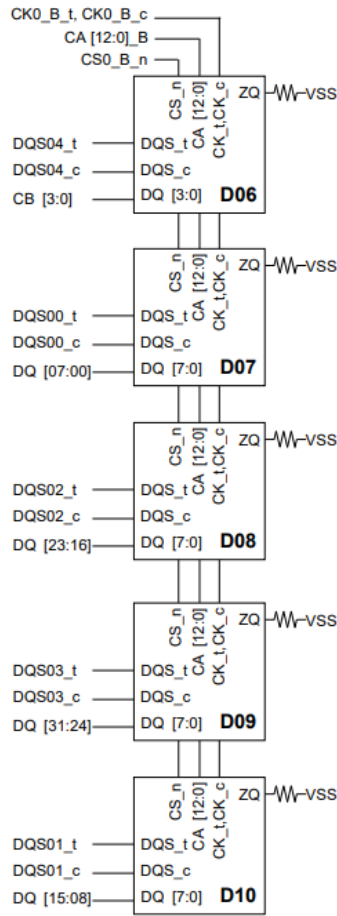 CK0_B_t, CK0_B_c
CA [12:0]_B
CS0_B_n
CS_n
CA [12:0]
CK_t,CK_c
ZQ
VSS
DQS04_t
DQS_t
DQS04_c
DQS_c
CB [3:0]
DQ [3:0]
D06
CS_n
CA [12:0]
CK_t,CK_c
ZQ
VSS
DQS00_t
DQS_t
DQS00_c
DQS_c
DQ [07:00]
DQ [7:0]
D07
CS_n
CA [12:0]
CK_t,CK_c
ZQ
VSS
DQS02_t
DQS_t
DQS02_c
DQS_c
DQ [23:16]
DQ [7:0]
D08
CS_n
CA [12:0]
CK_t,CK_c
ZQ
VSS
DQS03_t
DQS_t
DQS03_c
DQS_c
DQ [31:24]
DQ [7:0]
D09
CS_n
CA [12:0]
CK_t,CK_c
ZQ
VSS
DQS01_t
DQS_t
DQS01_c
DQS_c
DQ [15:08]
DQ [7:0]
D10